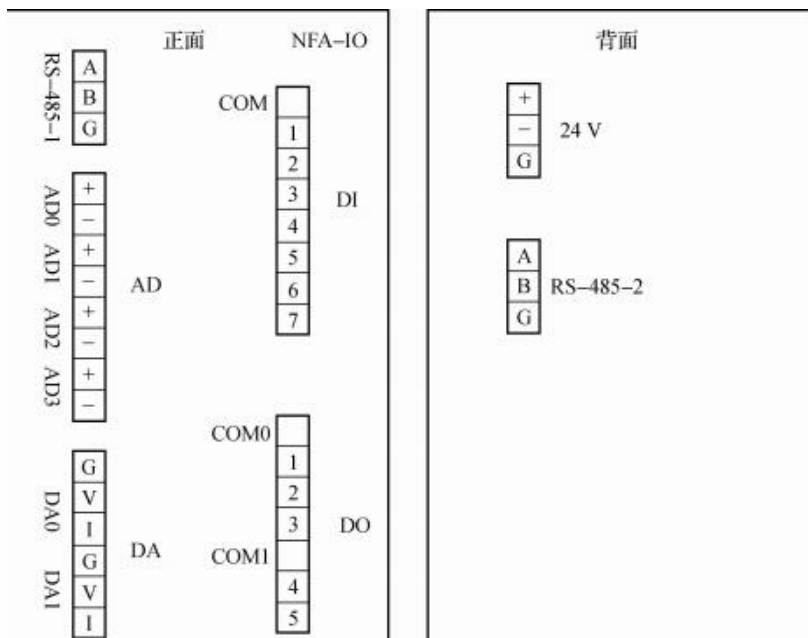 正面 NFA-IO
RS-485-1
A
B
G
AD0
+
−
AD1
+
−
AD2
+
−
AD3
+
−
AD
DA0
G
V
I
DA1
G
V
I
DA
COM
1
2
3
4
5
6
7
DI
COM0
1
2
3
COM1
4
5
DO
背面
+
−
G
24 V
A
B
G
RS-485-2